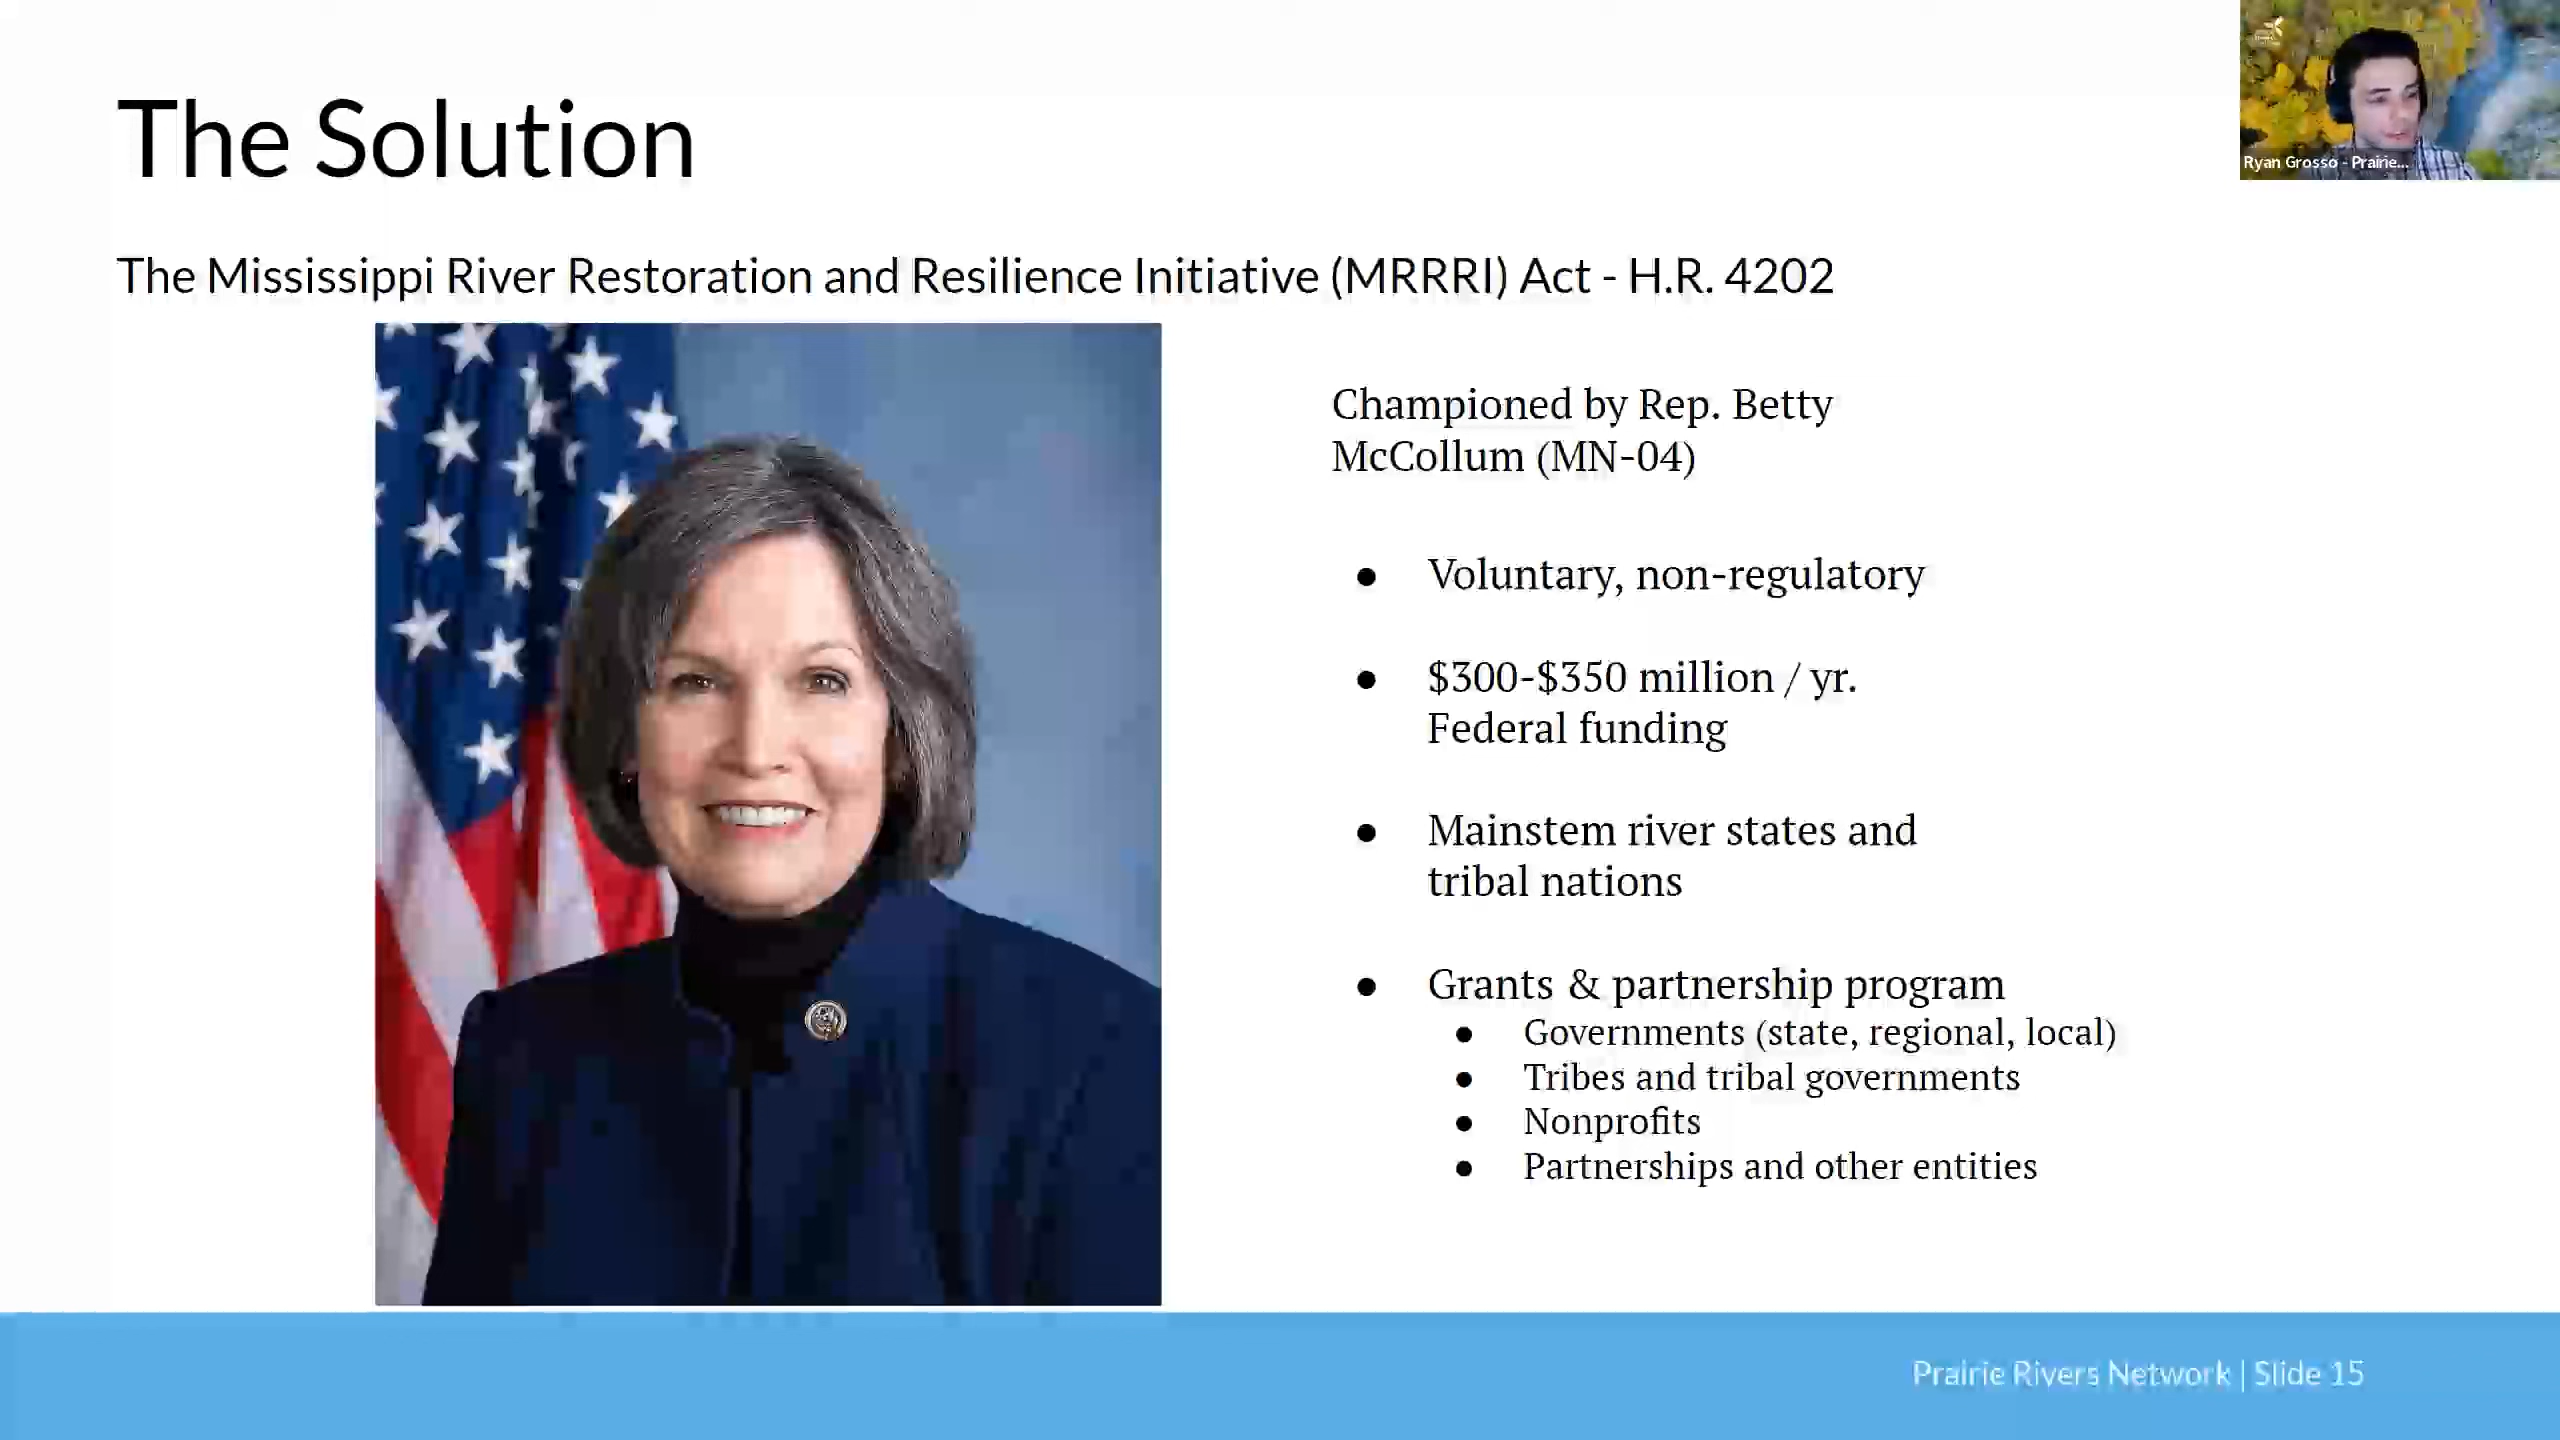 The Solution
The Mississippi River Restoration and Resilience Initiative (MRRRI) Act - H.R. 4202
Championed by Rep. Betty
McCollum (MN-04)
● Voluntary, non-regulatory
● $300-$350 million / yr.
Federal funding
● Mainstem river states and
tribal nations
● Grants & partnership program
● Governments (state, regional, local)
● Tribes and tribal governments
● Nonprofits
● Partnerships and other entities
Ryan Grosso - Prairie...
Prairie Rivers Network | Slide 15